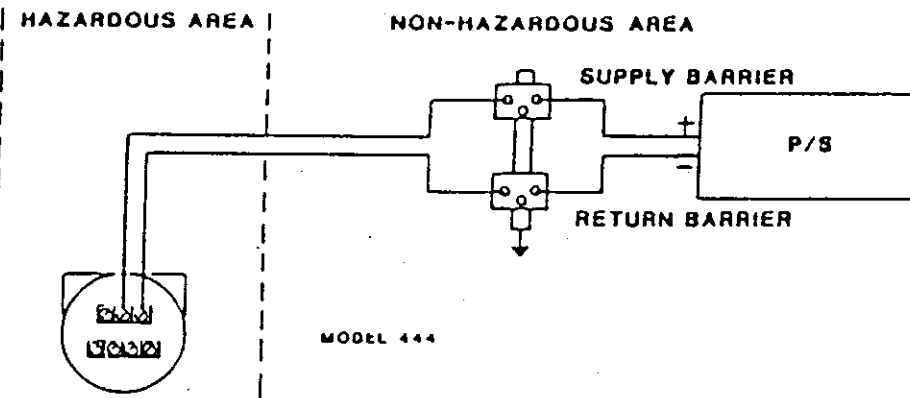 HAZARDOUS AREA
NON-HAZARDOUS AREA
SUPPLY BARRIER
+
P/S
-
RETURN BARRIER
MODEL 444